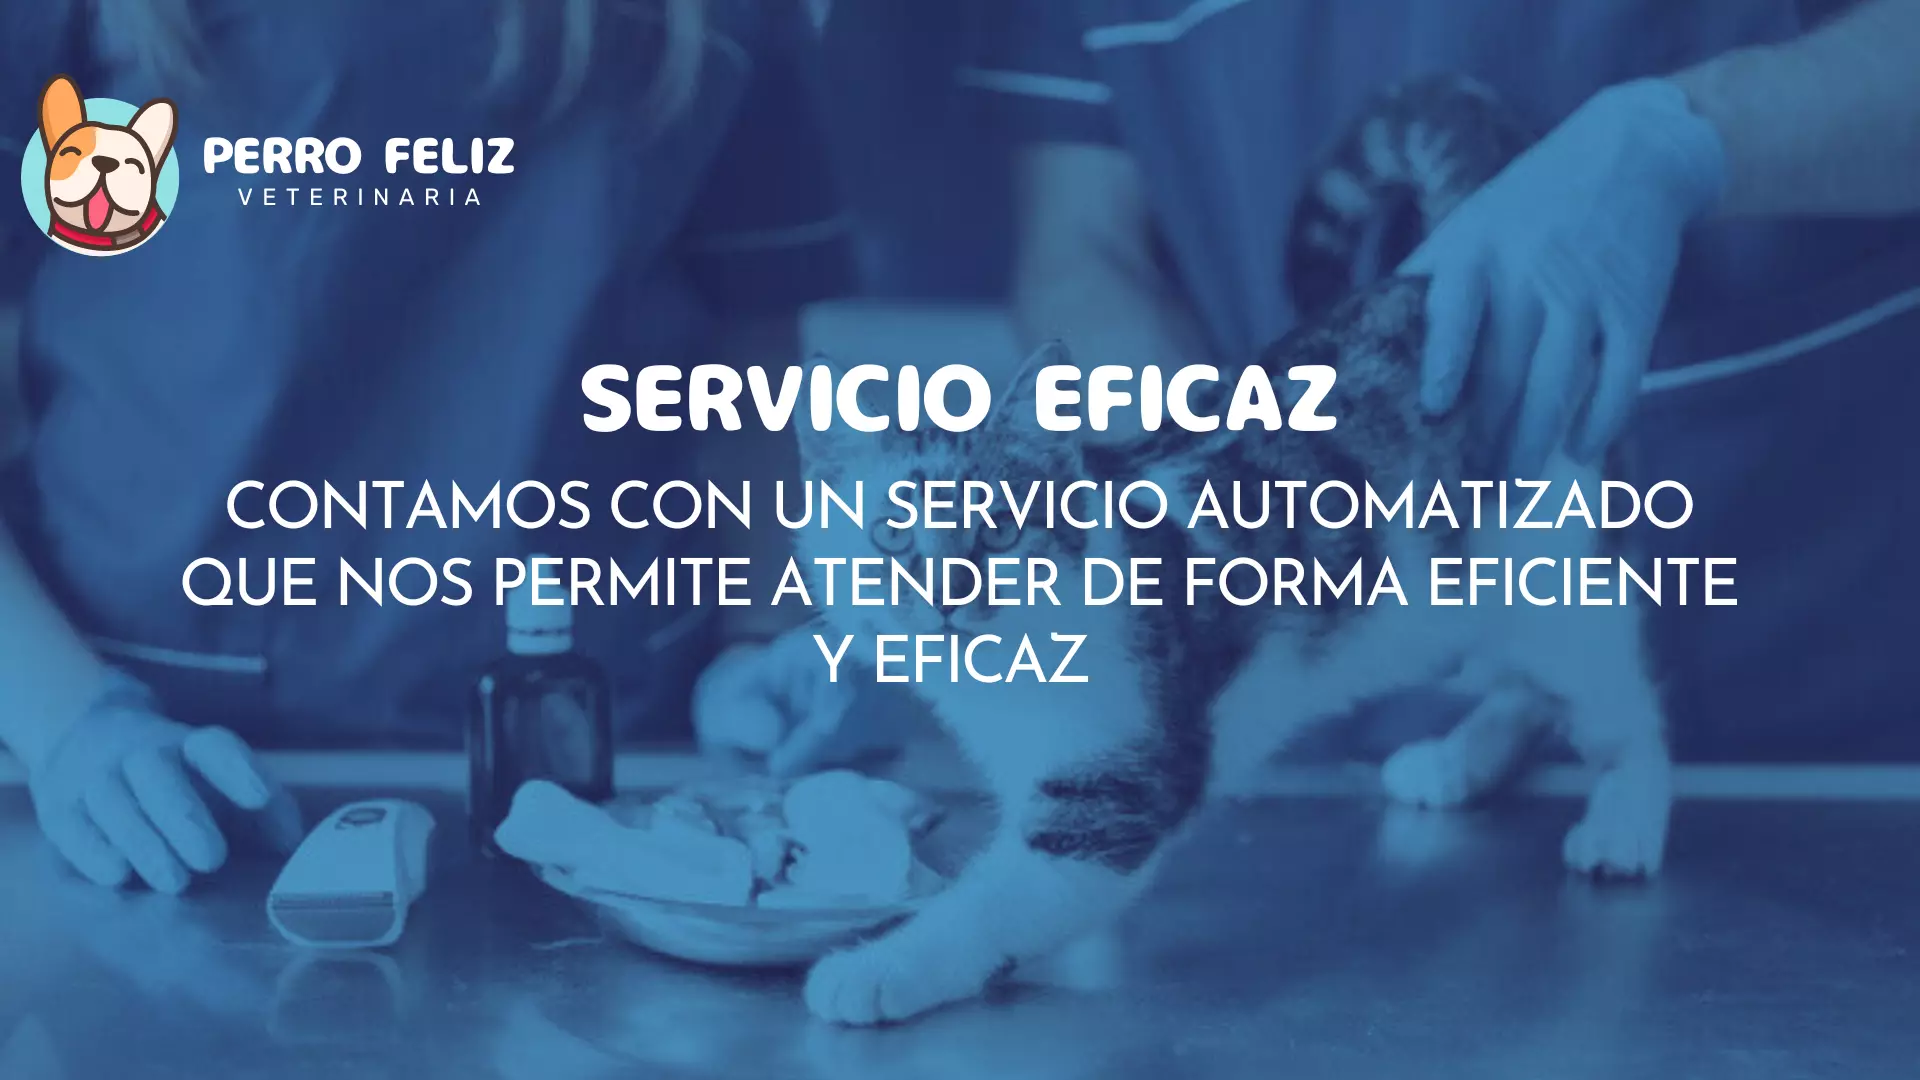 PERRO FELIZ
VETERINARIA
SERVICIO EFICAZ
CONTAMOS CON UN SERVICIO AUTOMATIZADO
QUE NOS PERMITE ATENDER DE FORMA EFICIENTE
Y EFICAZ